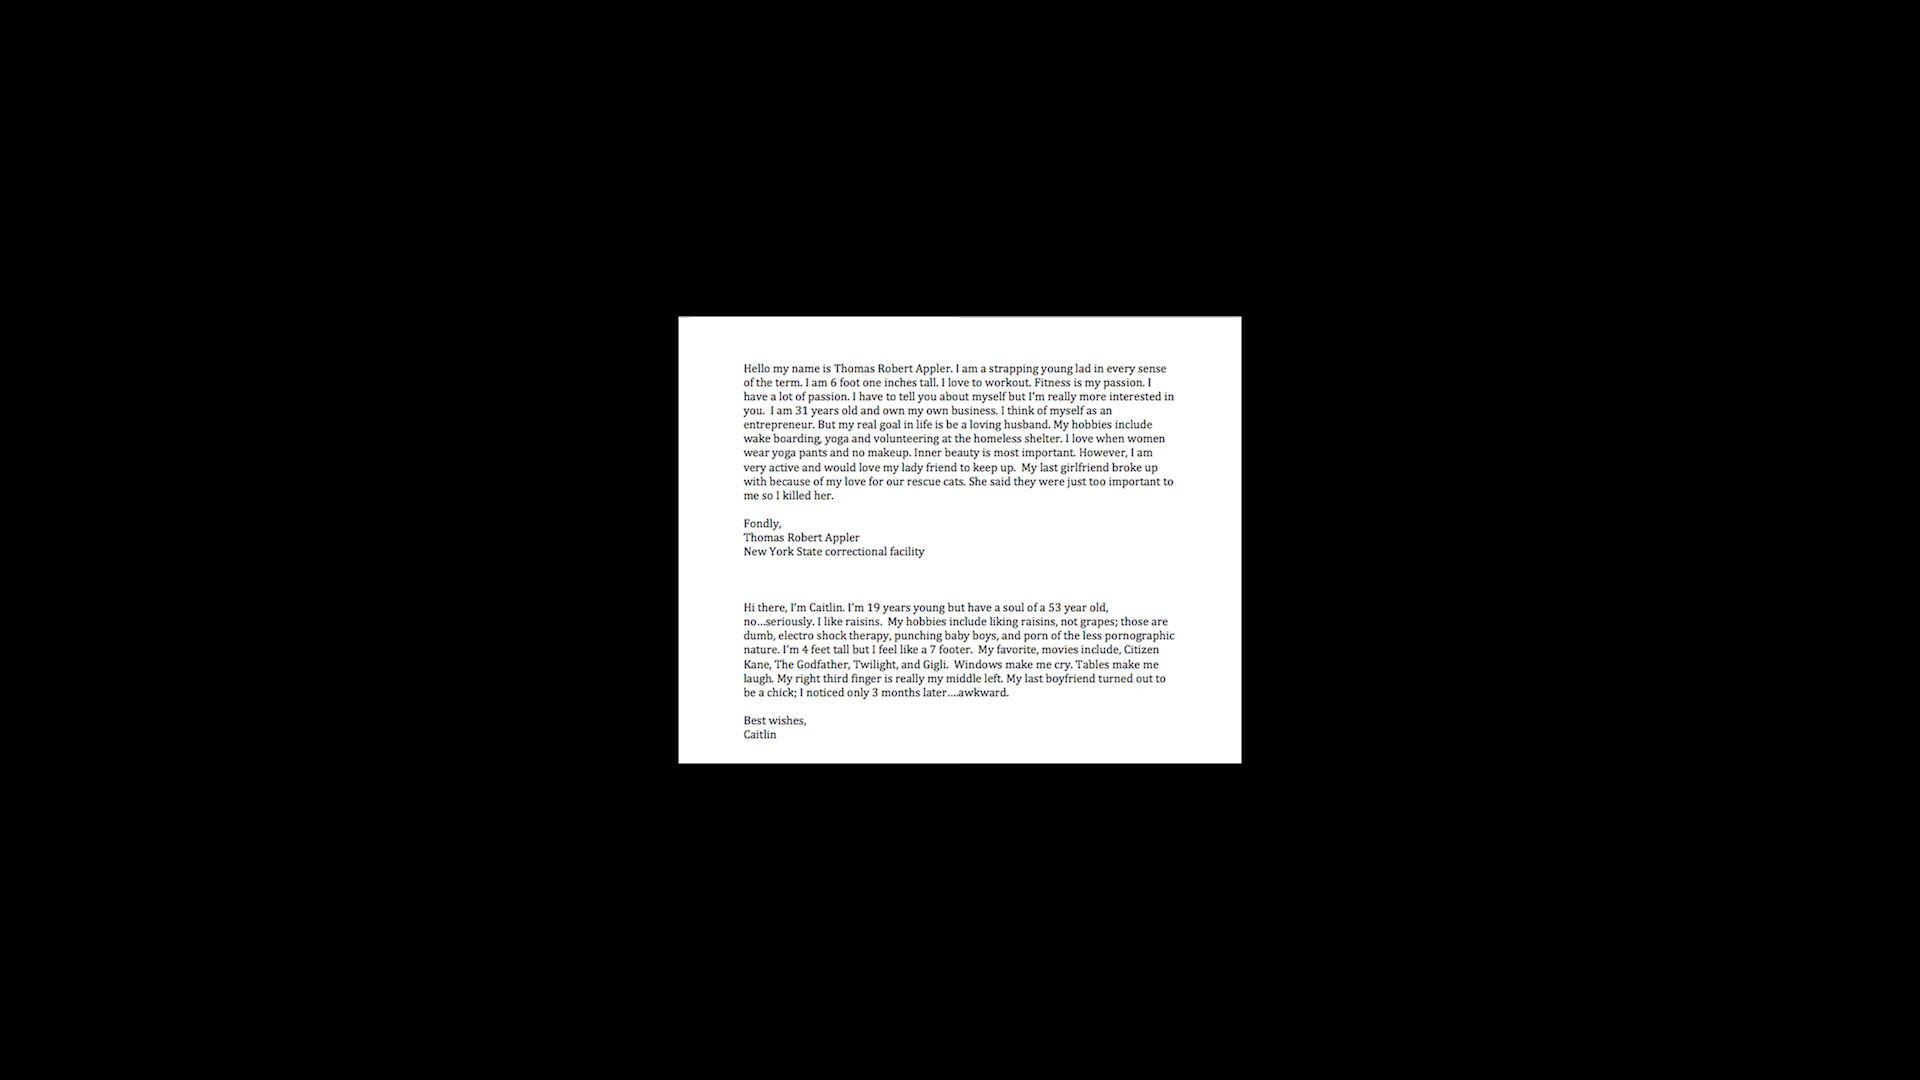 Hello my name is Thomas Robert Appler. I am a strapping young lad in every sense
of the term. I am 6 foot one inches tall. I love to workout. Fitness is my passion. I
have a lot of passion. I have to tell you about myself but I'm really more interested in
you.  I am 31 years old and own my own business. I think of myself as an
entrepreneur. But my real goal in life is be a loving husband. My hobbies include
wake boarding, yoga and volunteering at the homeless shelter. I love when women
wear yoga pants and no makeup. Inner beauty is most important. However, I am
very active and would love my lady friend to keep up.  My last girlfriend broke up
with because of my love for our rescue cats. She said they were just too important to
me so I killed her.
Fondly,
Thomas Robert Appler
New York State correctional facility
Hi there, I'm Caitlin. I'm 19 years young but have a soul of a 53 year old,
no...seriously. I like raisins.  My hobbies include liking raisins, not grapes; those are
dumb, electro shock therapy, punching baby boys, and porn of the less pornographic
nature. I'm 4 feet tall but I feel like a 7 footer.  My favorite, movies include, Citizen
Kane, The Godfather, Twilight, and Gigli.  Windows make me cry. Tables make me
laugh. My right third finger is really my middle left. My last boyfriend turned out to
be a chick; I noticed only 3 months later....awkward.
Best wishes,
Caitlin